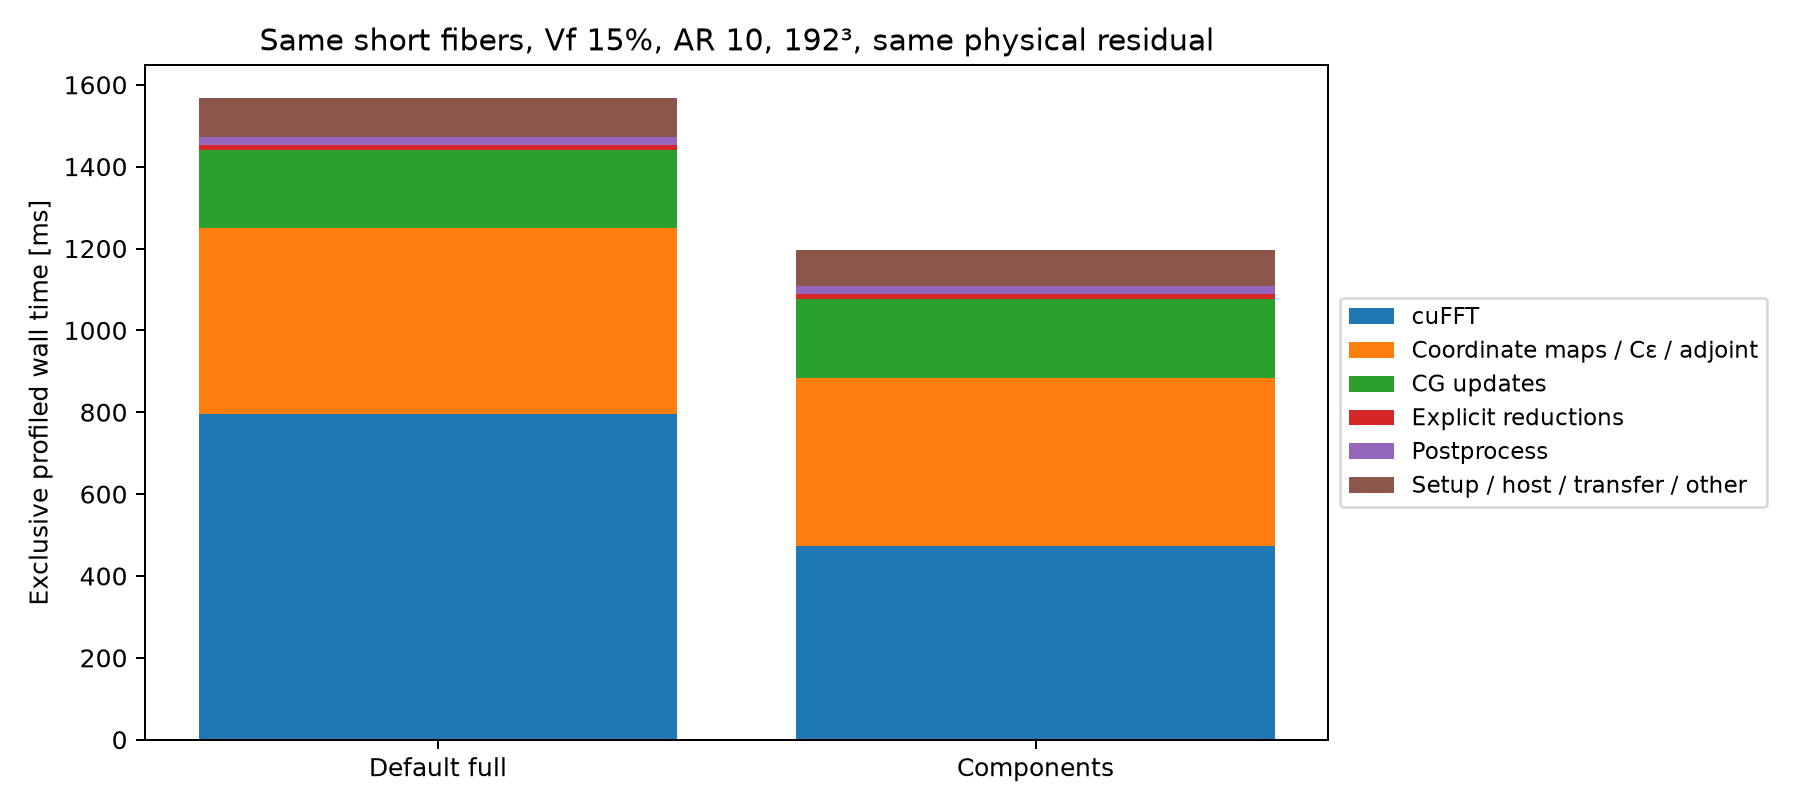 Same short fibers, Vf 15%, AR 10, 192³, same physical residual
Exclusive profiled wall time [ms]
1600
1400
1200
1000
800
600
400
200
0
Default full
Components
cuFFT
Coordinate maps / Cε / adjoint
CG updates
Explicit reductions
Postprocess
Setup / host / transfer / other